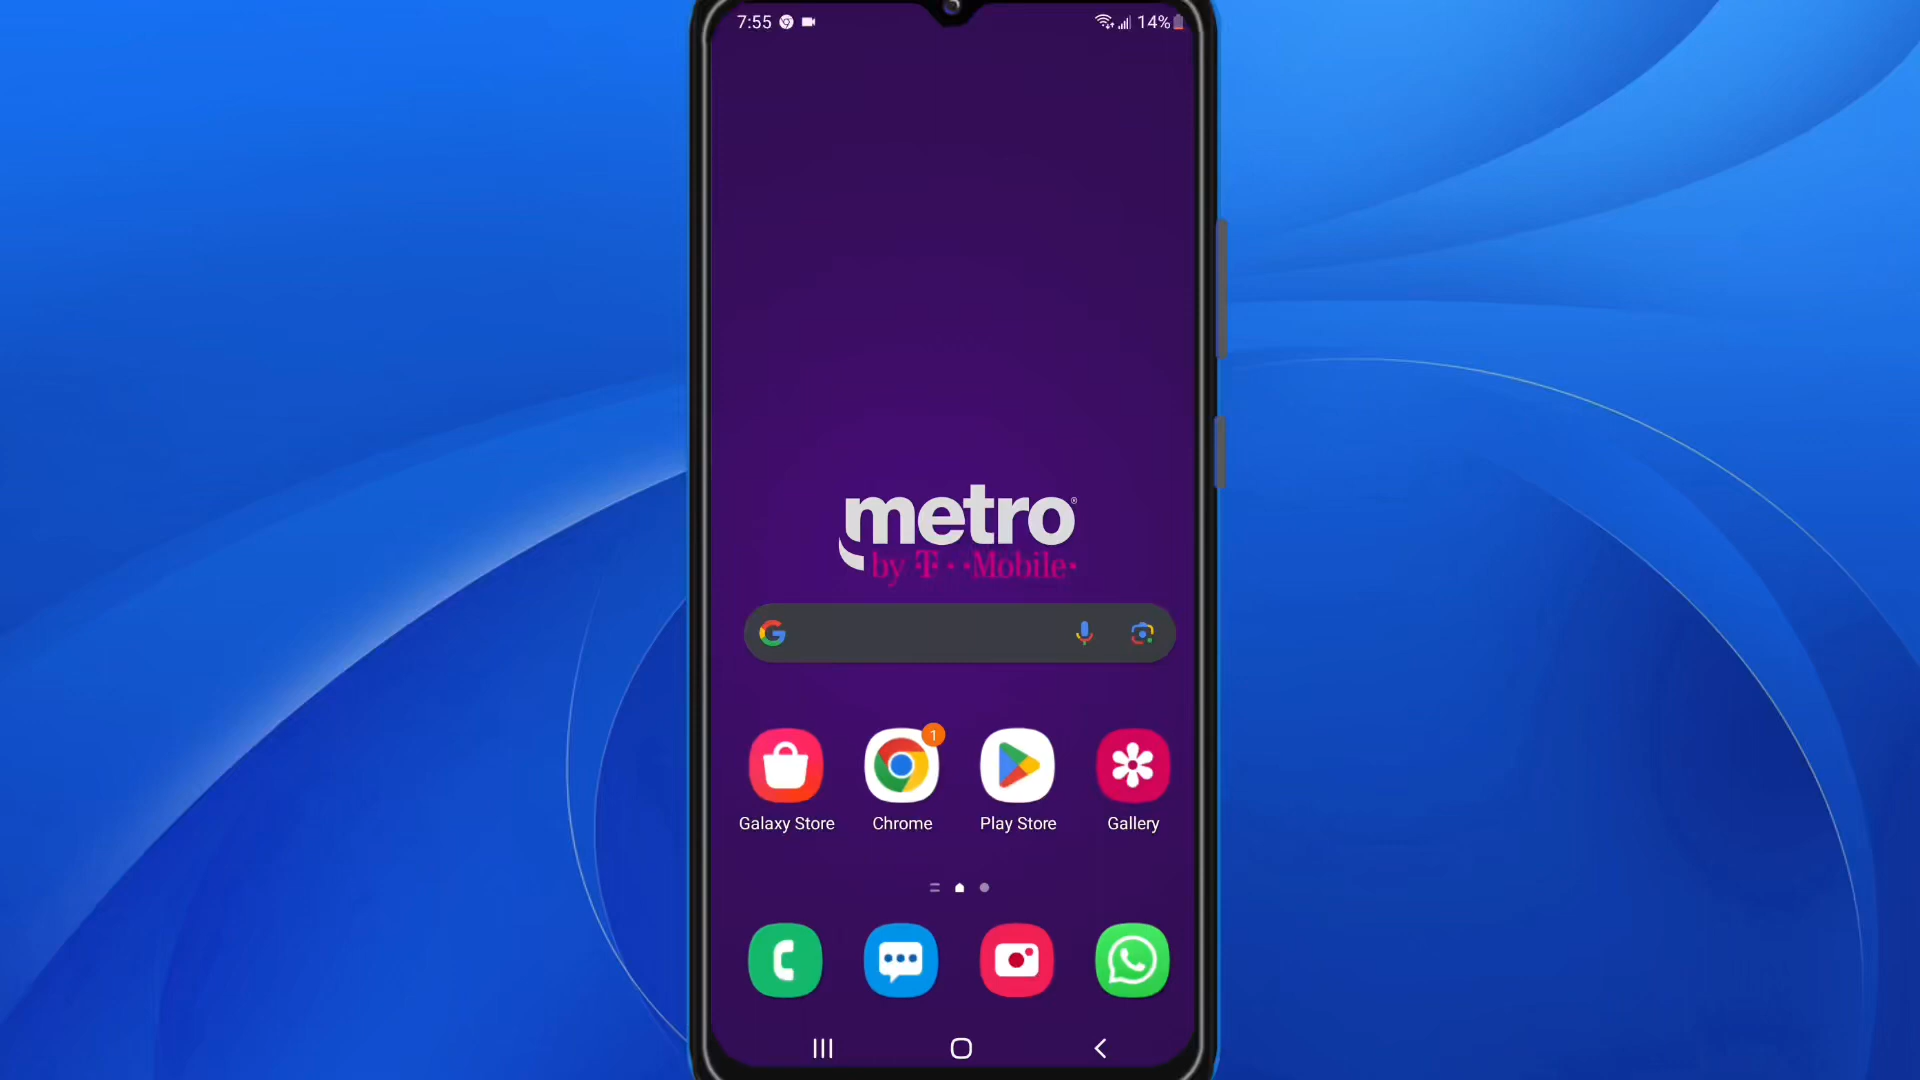 7:55 14%
metro®
by T-Mobile
1
Galaxy Store Chrome Play Store Gallery